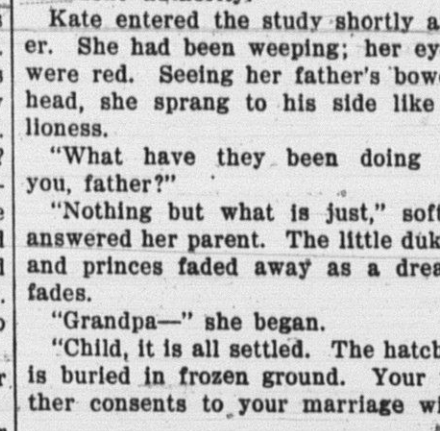 Kate entered the study shortly a
er. She had been weeping; her ey
were red. Seeing her father's bow
head, she sprang to his side like
lioness.
"What have they been doing
you, father?"
"Nothing but what is just," soft
answered her parent. The little duk
and princes faded away as a drea
fades.
"Grandpa—" she began.
"Child, it is all settled. The hatch
is buried in frozen ground. Your
ther consents to your marriage wi